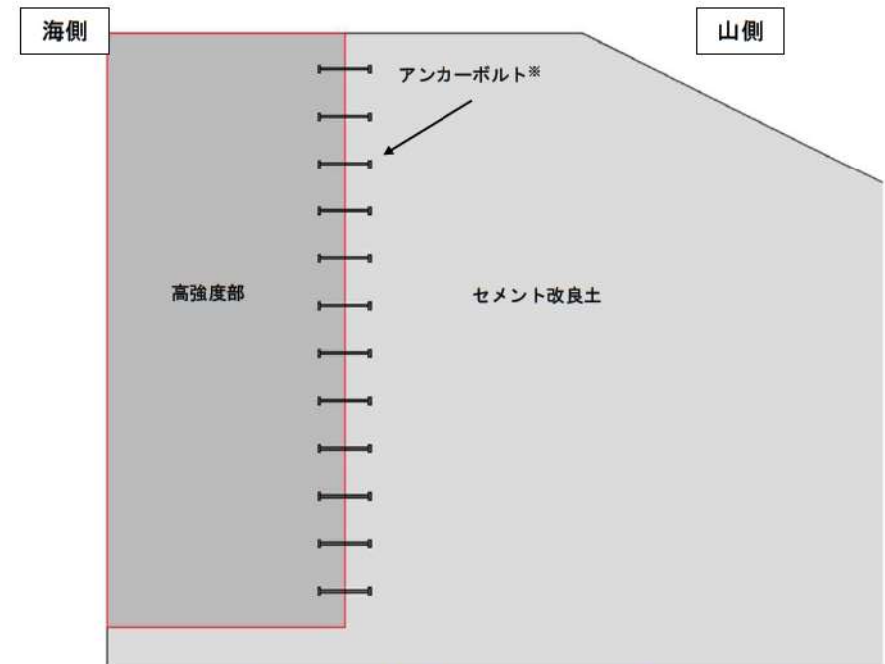 海側
山側
アンカーボルト※
高強度部
セメント改良土